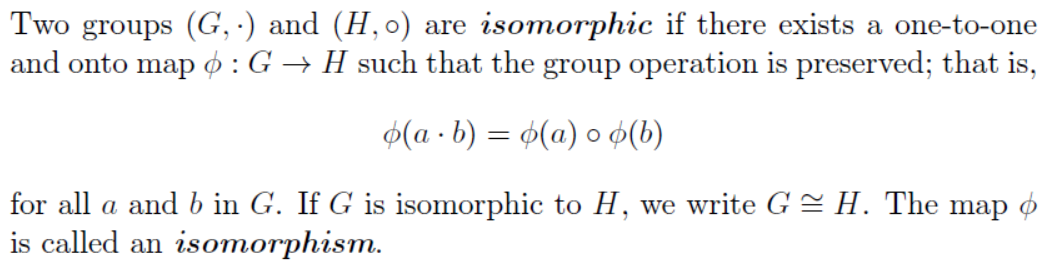 Two groups (G, ·) and (H, ∘) are isomorphic if there exists a one-to-one
and onto map ϕ : G → H such that the group operation is preserved; that is,
ϕ(a · b) = ϕ(a) ∘ ϕ(b)
for all a and b in G. If G is isomorphic to H, we write G ≅ H. The map ϕ
is called an isomorphism.